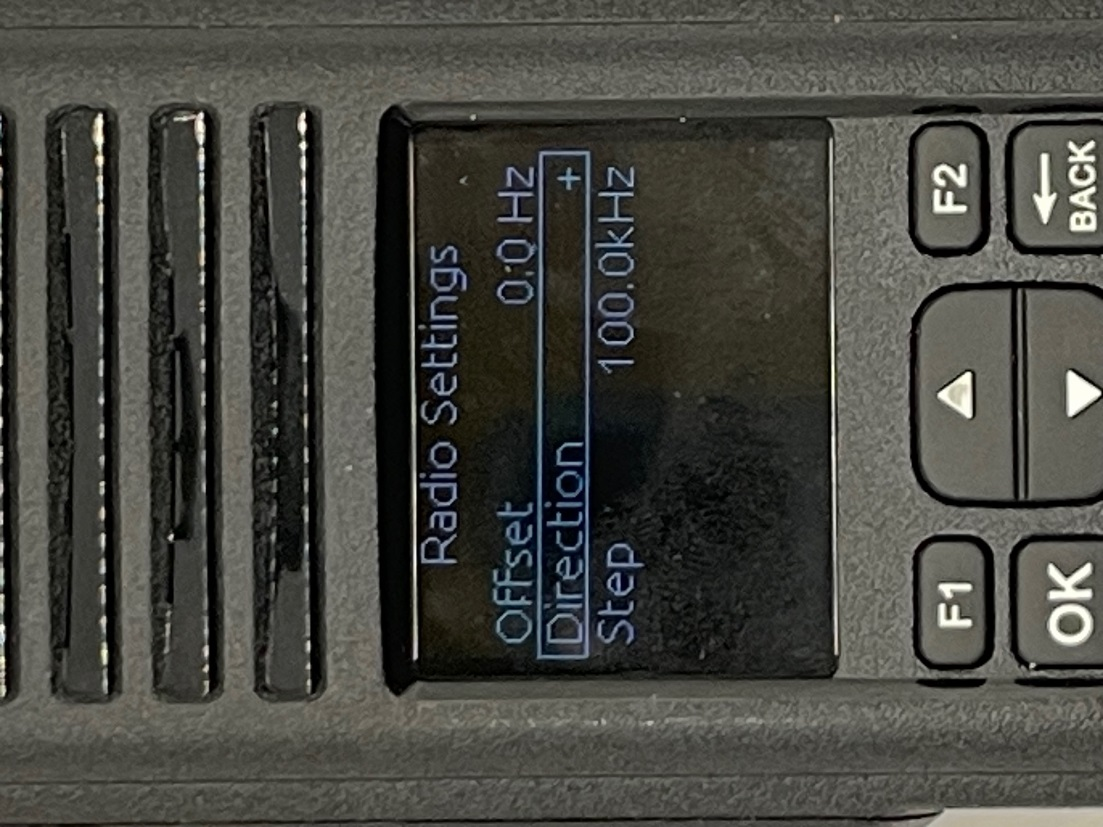 Radio Settings
Offset 0.0 Hz
Direction +
Step 100.0kHz
F1 F2
OK BACK